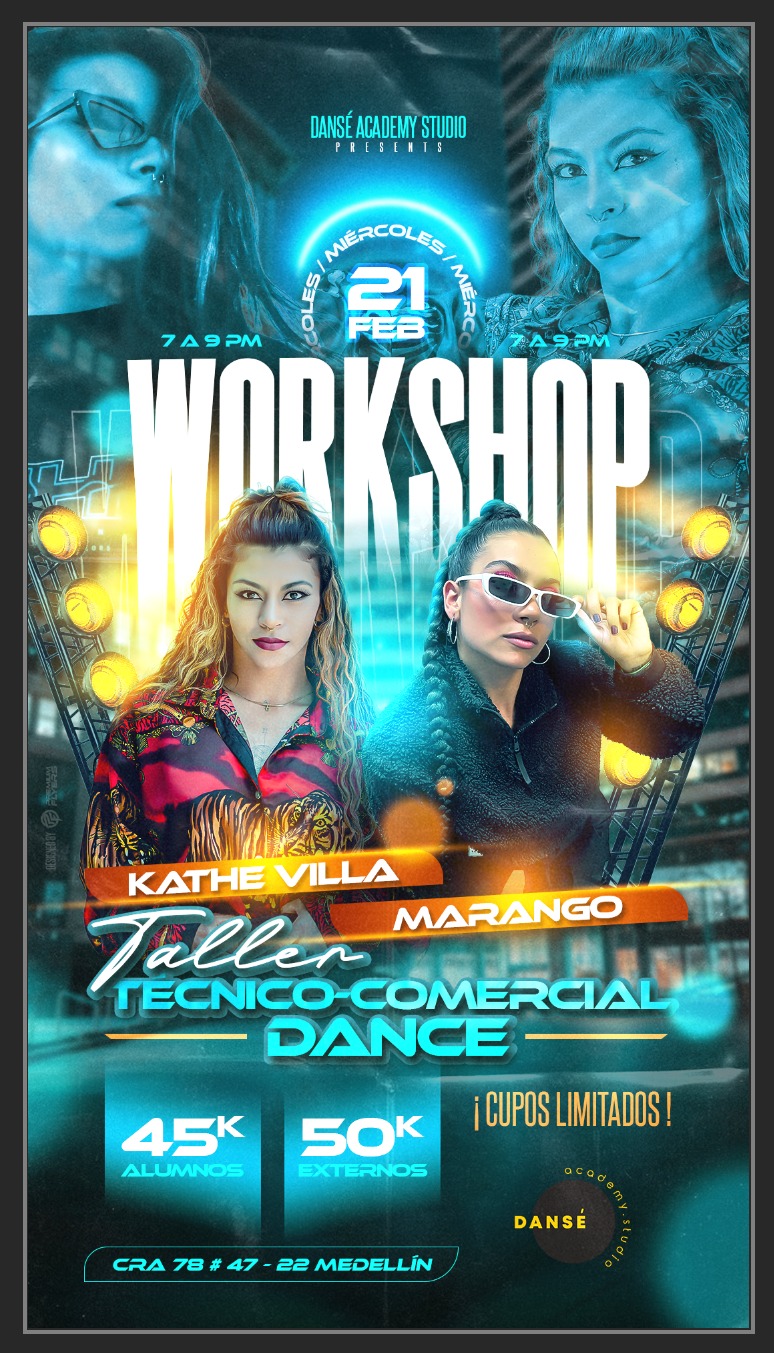 DANSÉ ACADEMY STUDIO
PRESENTS
COLES / MIÉRCOLES / MIÉRC
21
FEB
7 A 9 PM
7 A 9 PM
WORKSHOP
KATHE VILLA
MARANGO
Taller
TECNICO-COMERCIAL
DANCE
45K
ALUMNOS
50K
EXTERNOS
¡ CUPOS LIMITADOS !
DANSÉ
academy.studio
CRA 78 # 47 - 22 MEDELLÍN